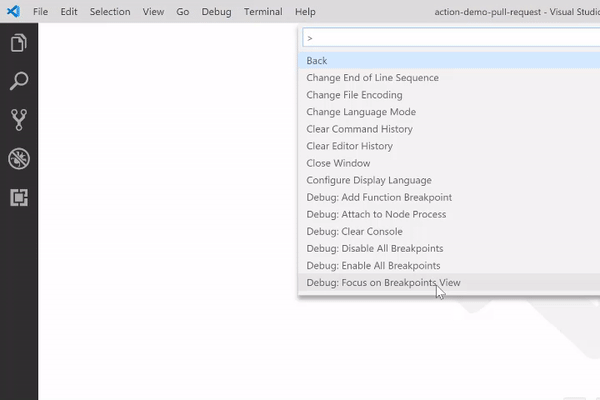 File Edit Selection View Go Debug Terminal Help action-demo-pull-request - Visual Studio
>
Back
Change End of Line Sequence
Change File Encoding
Change Language Mode
Clear Command History
Clear Editor History
Close Window
Configure Display Language
Debug: Add Function Breakpoint
Debug: Attach to Node Process
Debug: Clear Console
Debug: Disable All Breakpoints
Debug: Enable All Breakpoints
Debug: Focus on Breakpoints View